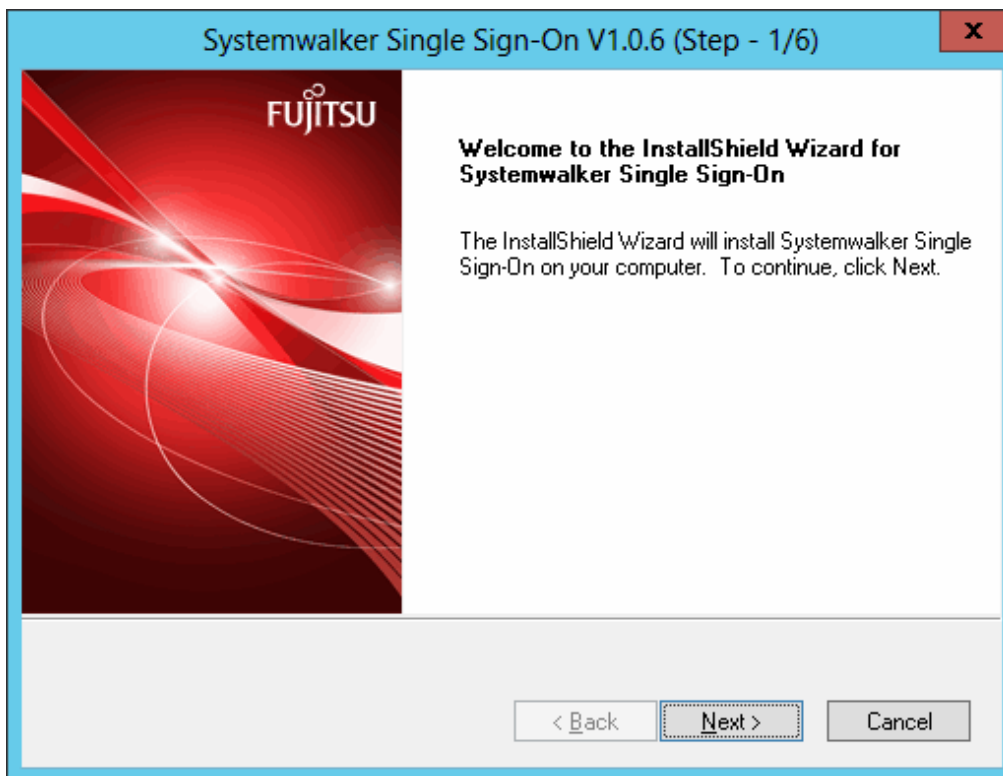 Systemwalker Single Sign-On V1.0.6 (Step - 1/6)
x
FUJITSU
Welcome to the InstallShield Wizard for
Systemwalker Single Sign-On
The InstallShield Wizard will install Systemwalker Single
Sign-On on your computer.  To continue, click Next.
< Back
Next >
Cancel